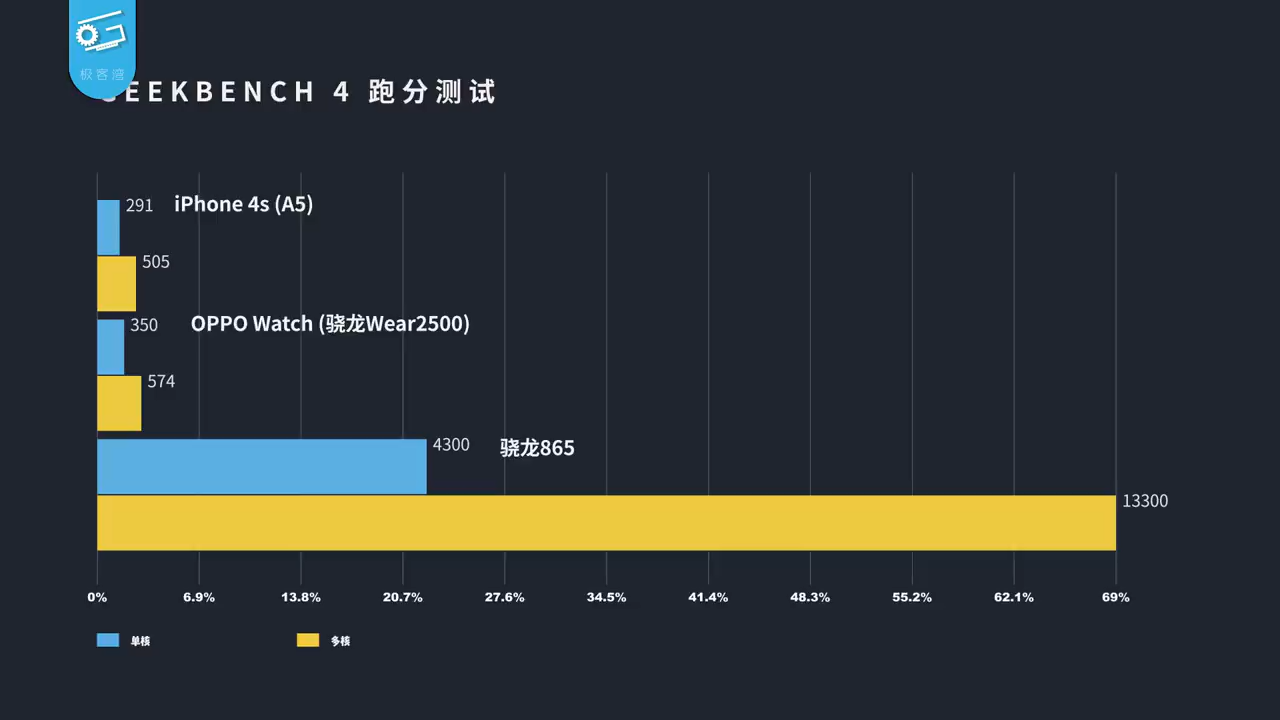 极客湾
GEEKBENCH 4 跑分测试
291 iPhone 4s (A5)
505
350 OPPO Watch (骁龙Wear2500)
574
4300 骁龙865
13300
0% 6.9% 13.8% 20.7% 27.6% 34.5% 41.4% 48.3% 55.2% 62.1% 69%
单核 多核